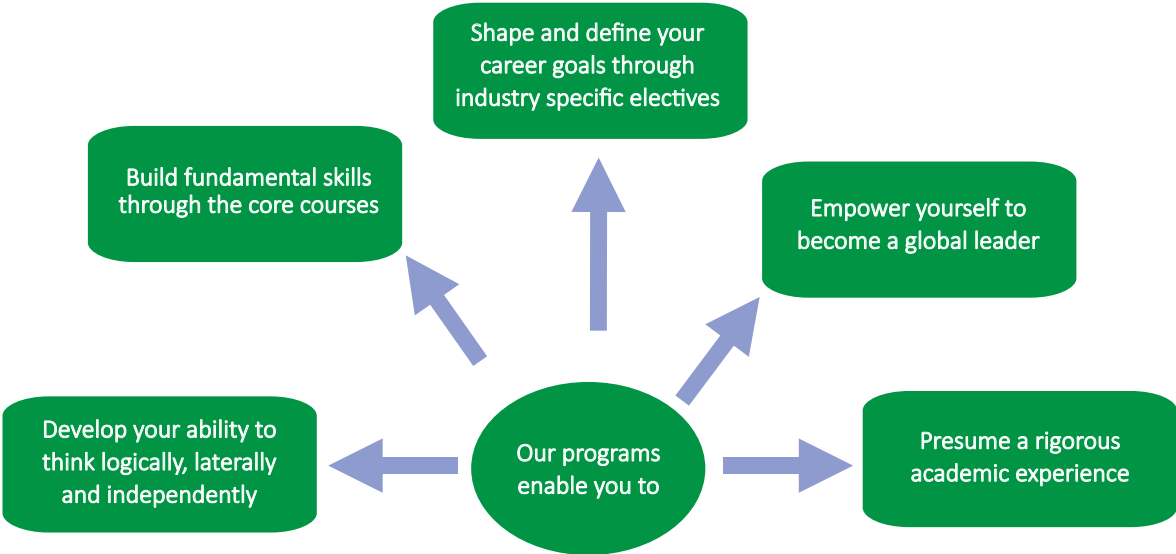 Shape and define your
career goals through
industry specific electives
Build fundamental skills
through the core courses
Empower yourself to
become a global leader
Develop your ability to
think logically, laterally
and independently
Our programs
enable you to
Presume a rigorous
academic experience